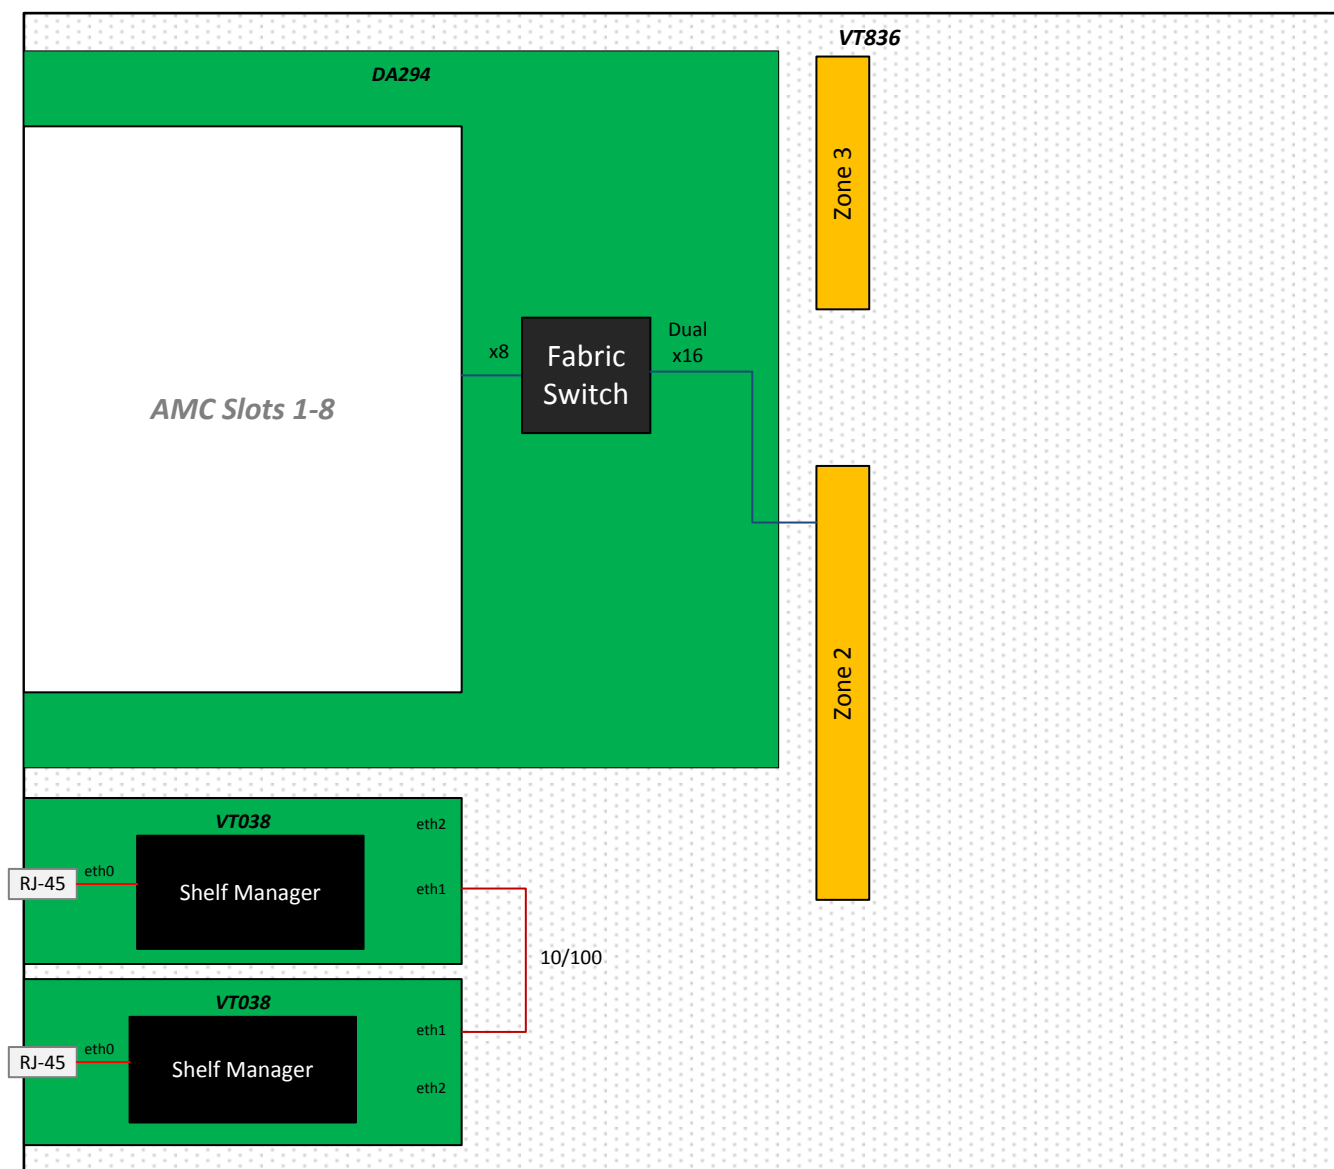 VT836
DA294
Zone 3
Dual
x16
x8
Fabric
Switch
AMC Slots 1-8
Zone 2
VT038
eth2
eth0
RJ-45
Shelf Manager
eth1
10/100
VT038
eth1
eth0
RJ-45
Shelf Manager
eth2